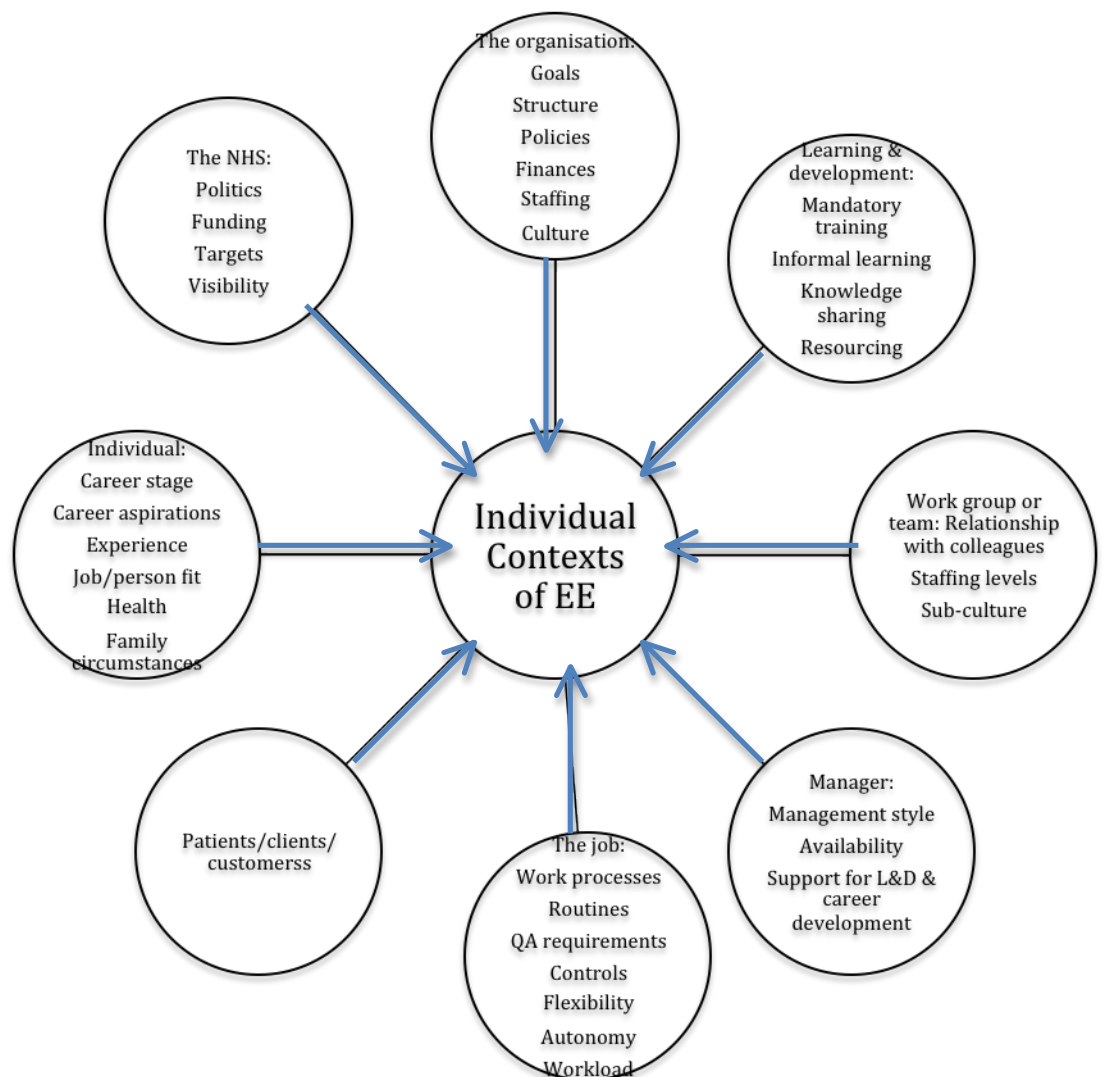 The organisation:
Goals
Structure
Policies
Finances
Staffing
Culture
Learning &
development:
Mandatory
training
Informal learning
Knowledge
sharing
Resourcing
Work group or
team: Relationship
with colleagues
Staffing levels
Sub-culture
Manager:
Management style
Availability
Support for L&D &
career
development
The job:
Work processes
Routines
QA requirements
Controls
Flexibility
Autonomy
Workload
Patients/clients/
customerss
Individual:
Career stage
Career aspirations
Experience
Job/person fit
Health
Family
circumstances
The NHS:
Politics
Funding
Targets
Visibility
Individual
Contexts
of EE